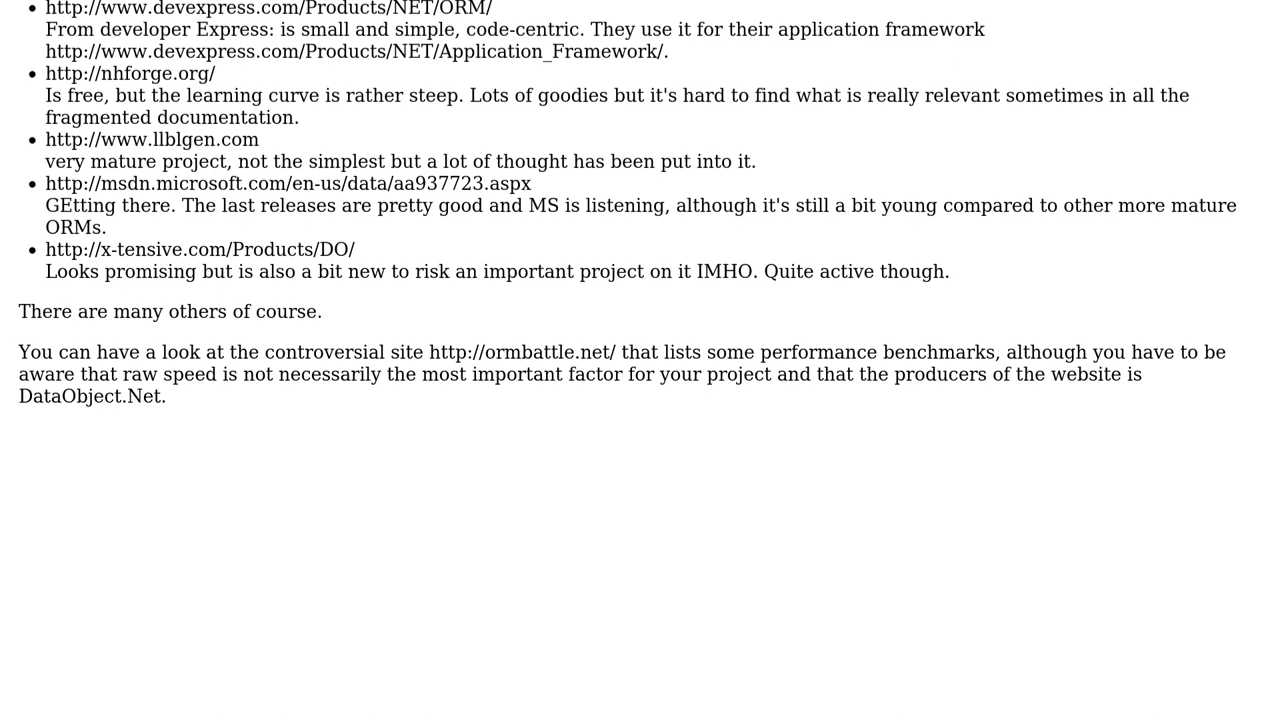 http://www.devexpress.com/Products/NET/ORM/
From developer Express: is small and simple, code-centric. They use it for their application framework
http://www.devexpress.com/Products/NET/Application_Framework/.
http://nhforge.org/
Is free, but the learning curve is rather steep. Lots of goodies but it's hard to find what is really relevant sometimes in all the
fragmented documentation.
http://www.llblgen.com
very mature project, not the simplest but a lot of thought has been put into it.
http://msdn.microsoft.com/en-us/data/aa937723.aspx
GEtting there. The last releases are pretty good and MS is listening, although it's still a bit young compared to other more mature
ORMs.
http://x-tensive.com/Products/DO/
Looks promising but is also a bit new to risk an important project on it IMHO. Quite active though.
There are many others of course.
You can have a look at the controversial site http://ormbattle.net/ that lists some performance benchmarks, although you have to be
aware that raw speed is not necessarily the most important factor for your project and that the producers of the website is
DataObject.Net.